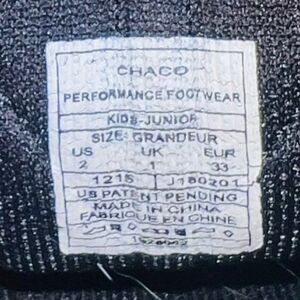 CHACO
PERFORMANCE FOOTWEAR
KIDS-JUNIOR
SIZE: GRANDEUR
US UK EUR
2 1 33
1215 J180201
US PATENT PENDING
MADE IN CHINA
FABRIQUE EN CHINE